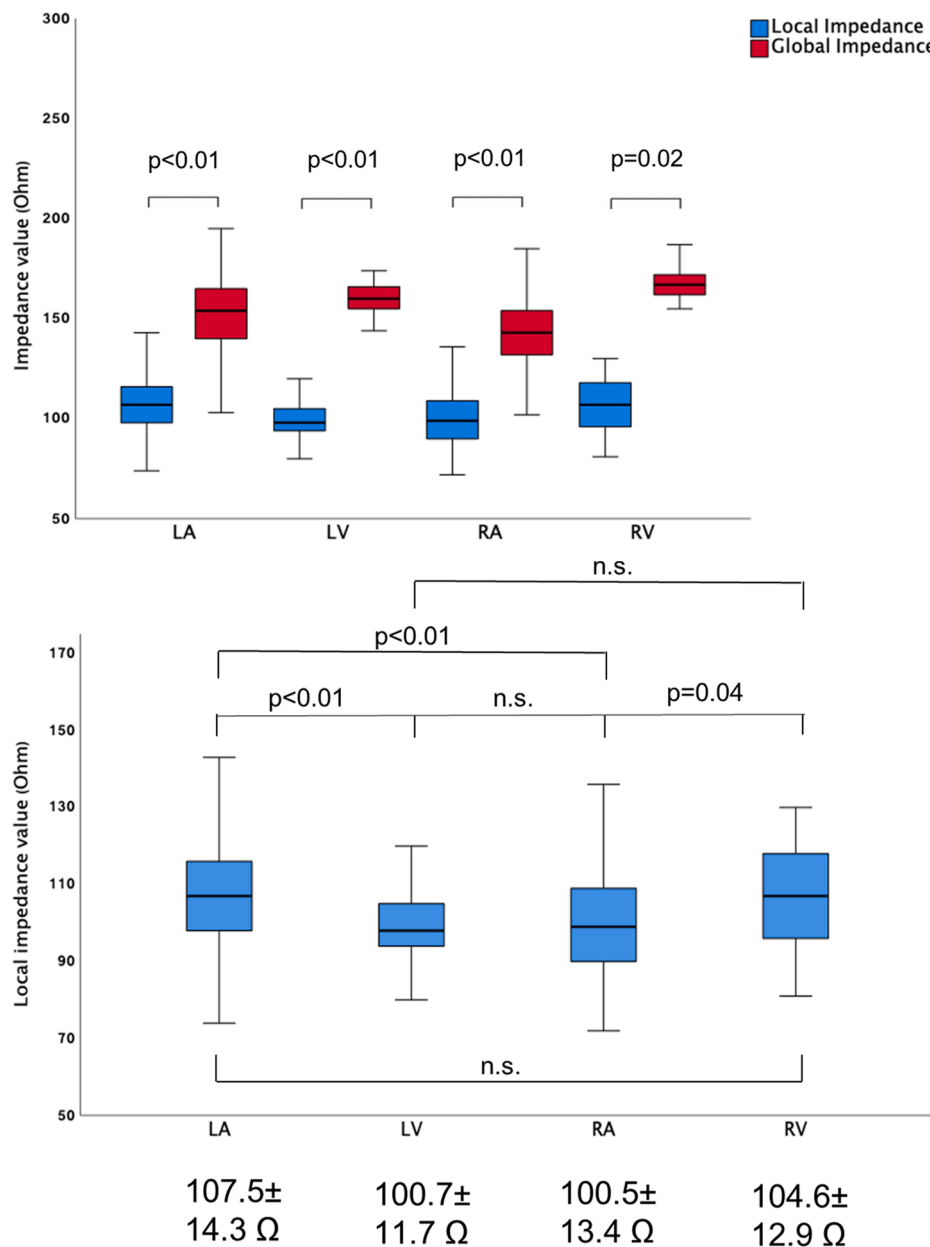 300
Local Impedance
Global Impedance
250
p<0.01
p<0.01
p<0.01
p=0.02
200
150
100
50
Impedance value (Ohm)
LA
LV
RA
RV
n.s.
p<0.01
p<0.01
n.s.
p=0.04
170
150
130
110
90
70
50
Local impedance value (Ohm)
n.s.
LA
LV
RA
RV
107.5±
14.3 Ω
100.7±
11.7 Ω
100.5±
13.4 Ω
104.6±
12.9 Ω